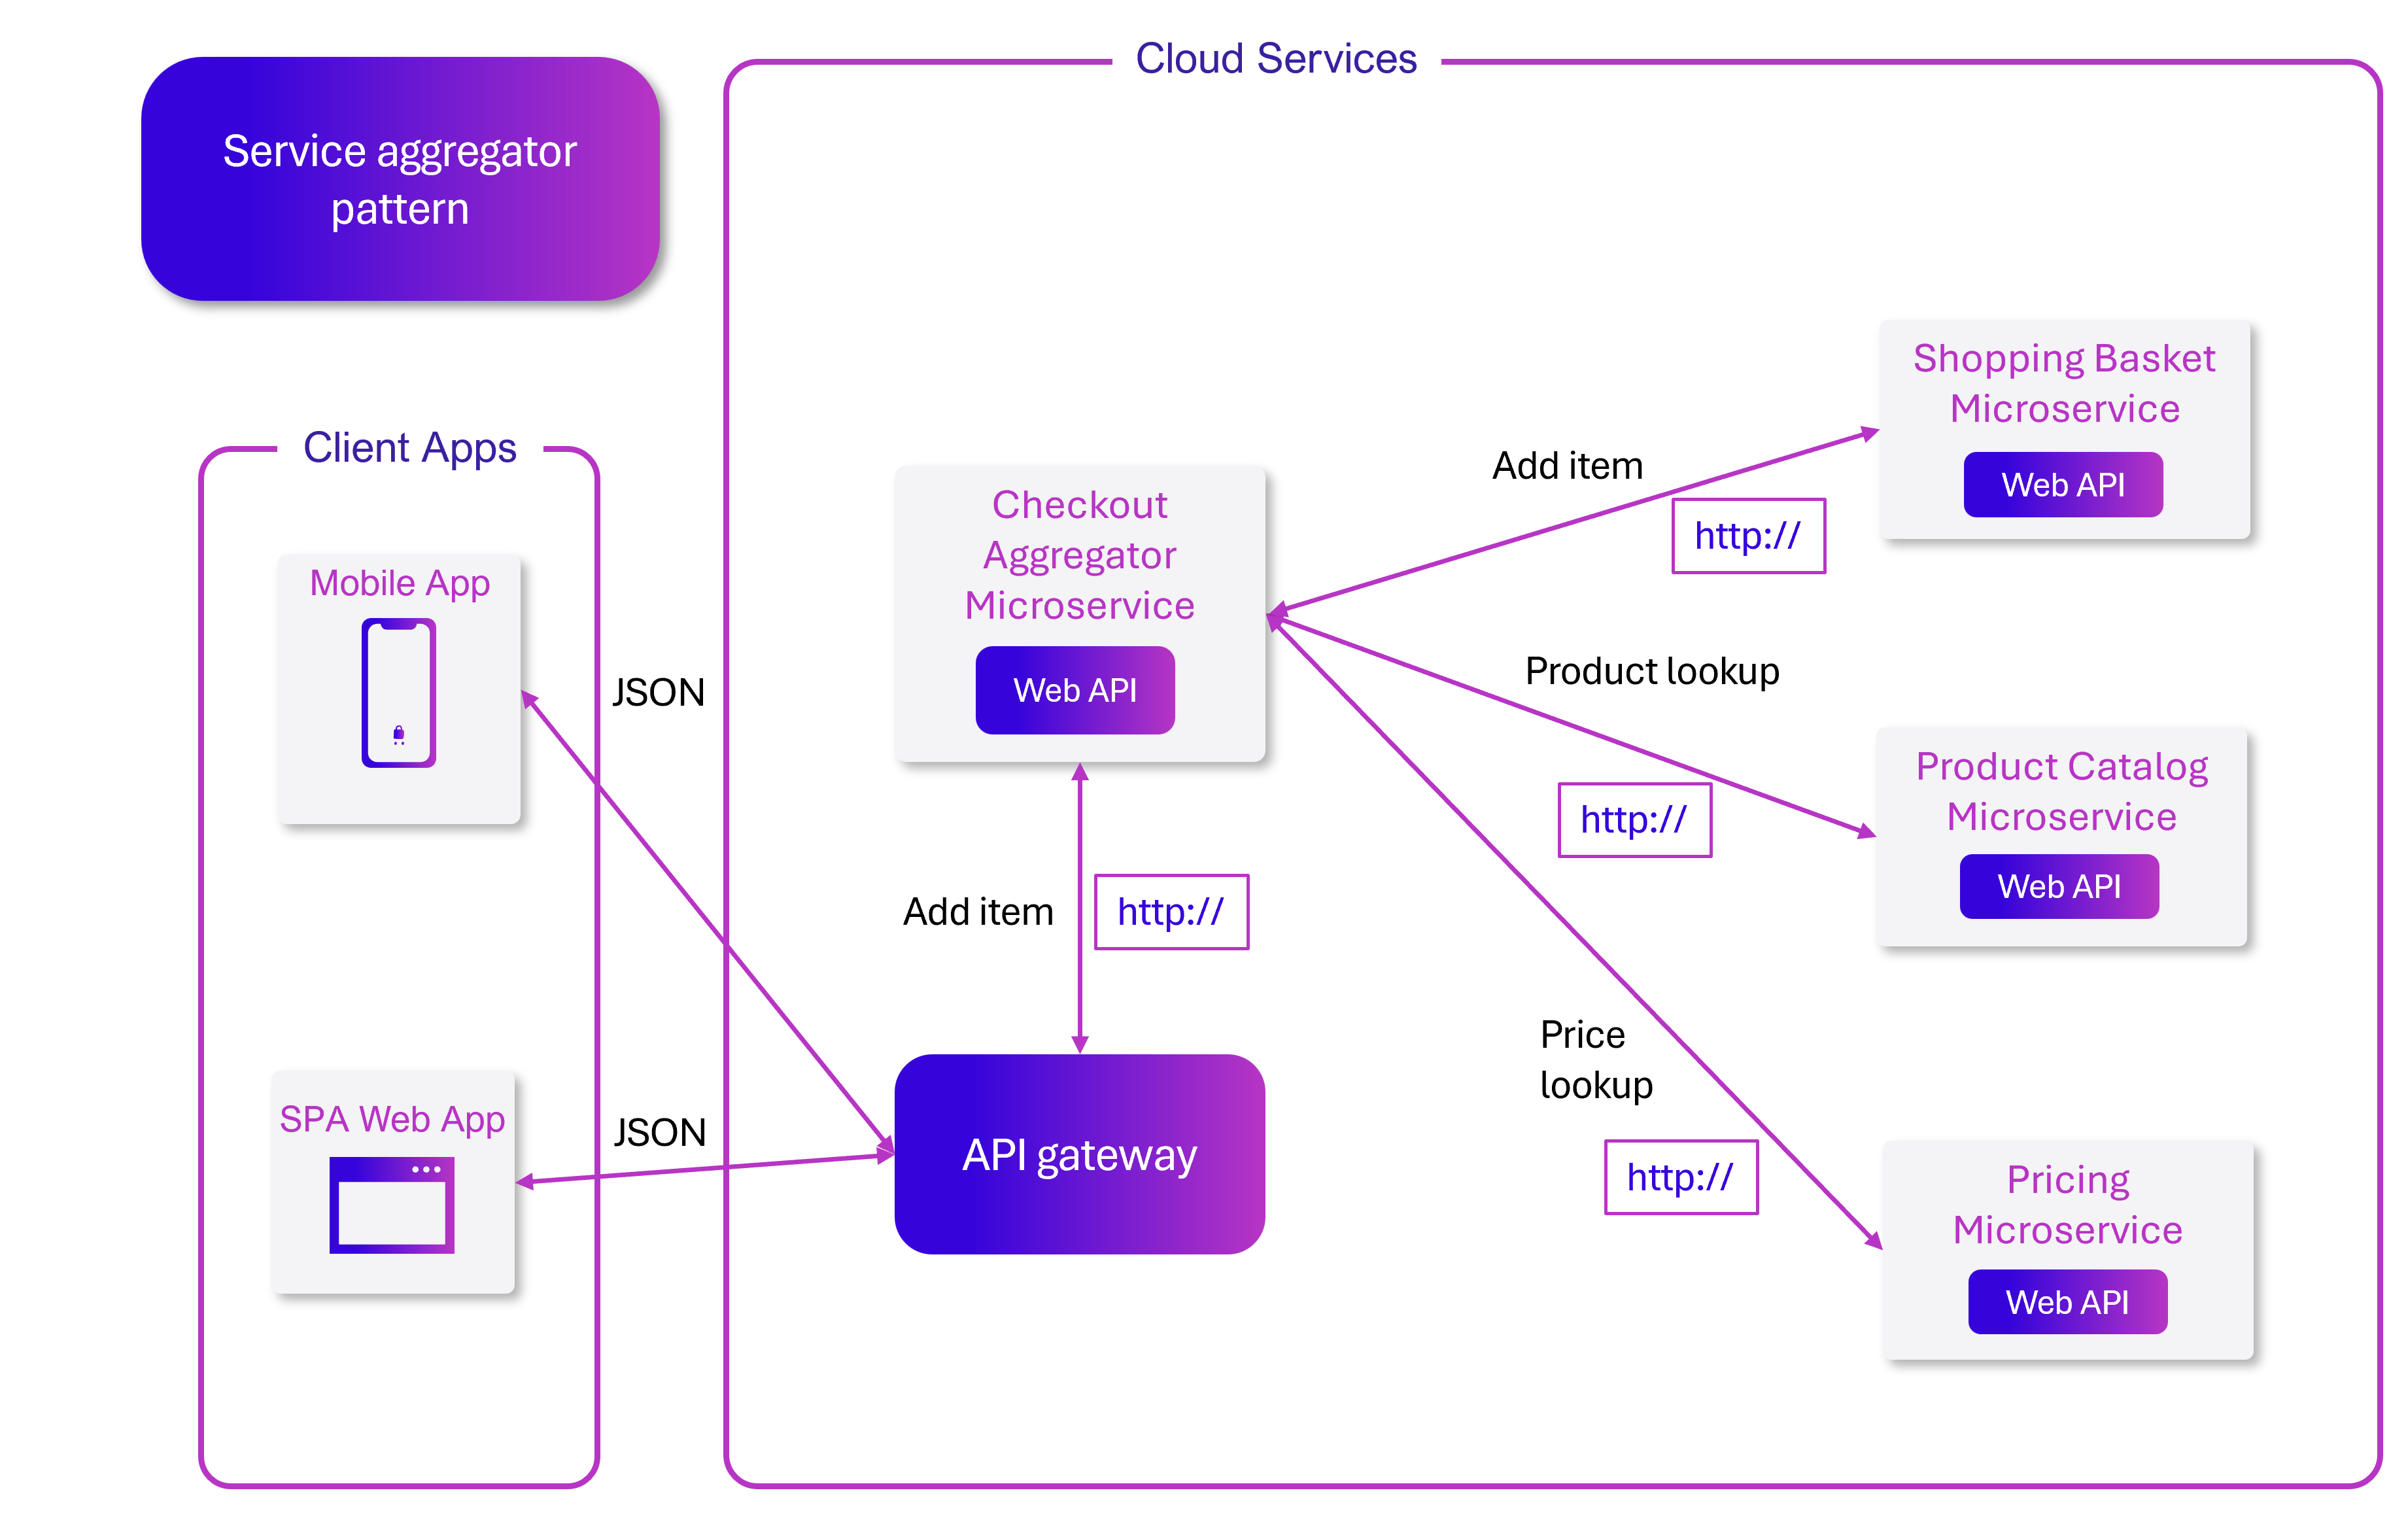 Service aggregator
pattern
Cloud Services
Client Apps
Mobile App
JSON
SPA Web App
JSON
Checkout
Aggregator
Microservice
Web API
Add item
http://
API gateway
Add item
http://
Product lookup
http://
Price
lookup
http://
Shopping Basket
Microservice
Web API
Product Catalog
Microservice
Web API
Pricing
Microservice
Web API